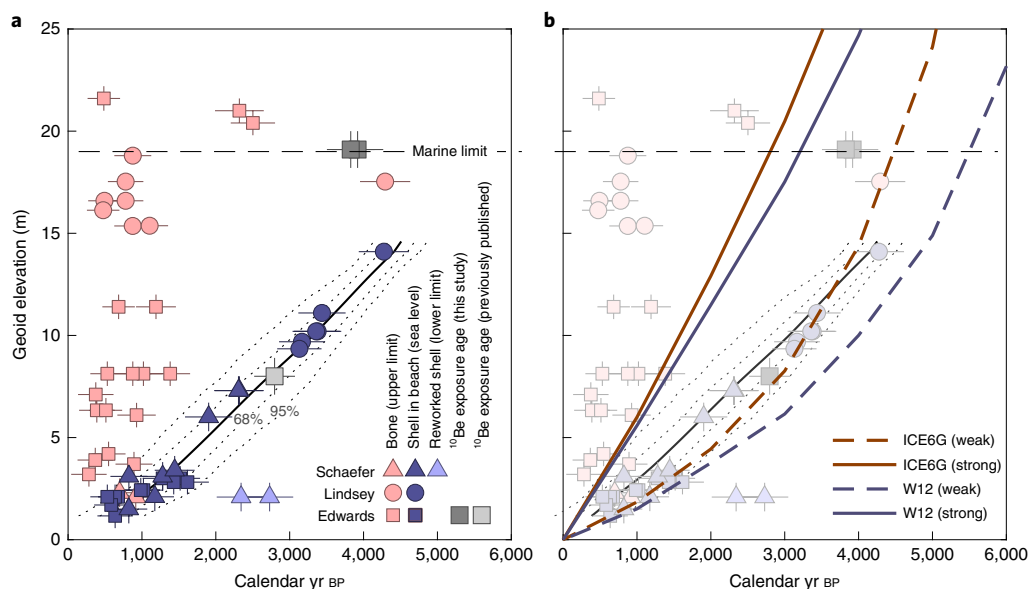 a
25
20
15
10
5
0
Geoid elevation (m)
0
1,000
2,000
3,000
4,000
5,000
6,000
Calendar yr BP
Marine limit
68%
95%
Bone (upper limit)
Shell in beach (sea level)
Reworked shell (lower limit)
10Be exposure age (this study)
10Be exposure age (previously published)
Schaefer
Lindsey
Edwards
b
Marine limit
ICE6G (weak)
ICE6G (strong)
W12 (weak)
W12 (strong)
0
1,000
2,000
3,000
4,000
5,000
6,000
Calendar yr BP